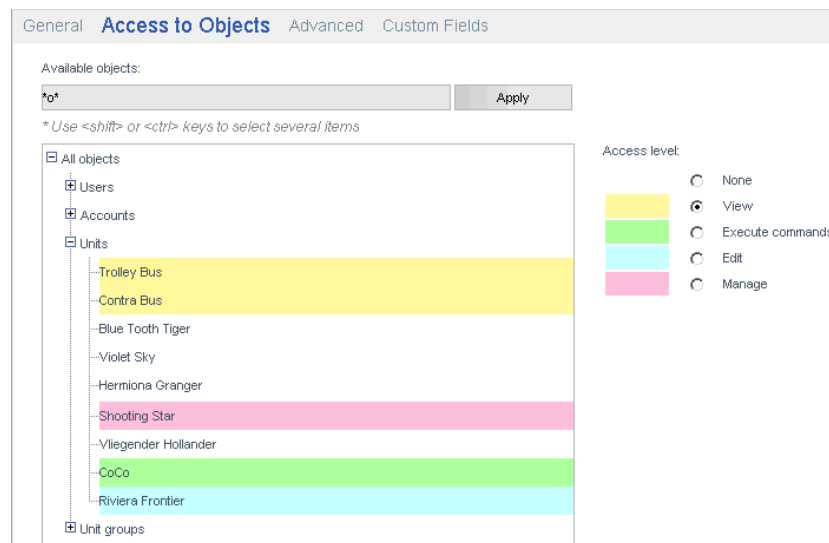 General Access to Objects Advanced Custom Fields
Available objects:
*o*
Apply
* Use <shift> or <ctrl> keys to select several items
All objects
Users
Accounts
Units
Trolley Bus
Contra Bus
Blue Tooth Tiger
Violet Sky
Hermiona Granger
Shooting Star
Vliegender Hollander
CoCo
Riviera Frontier
Unit groups
Access level:
None
View
Execute commands
Edit
Manage